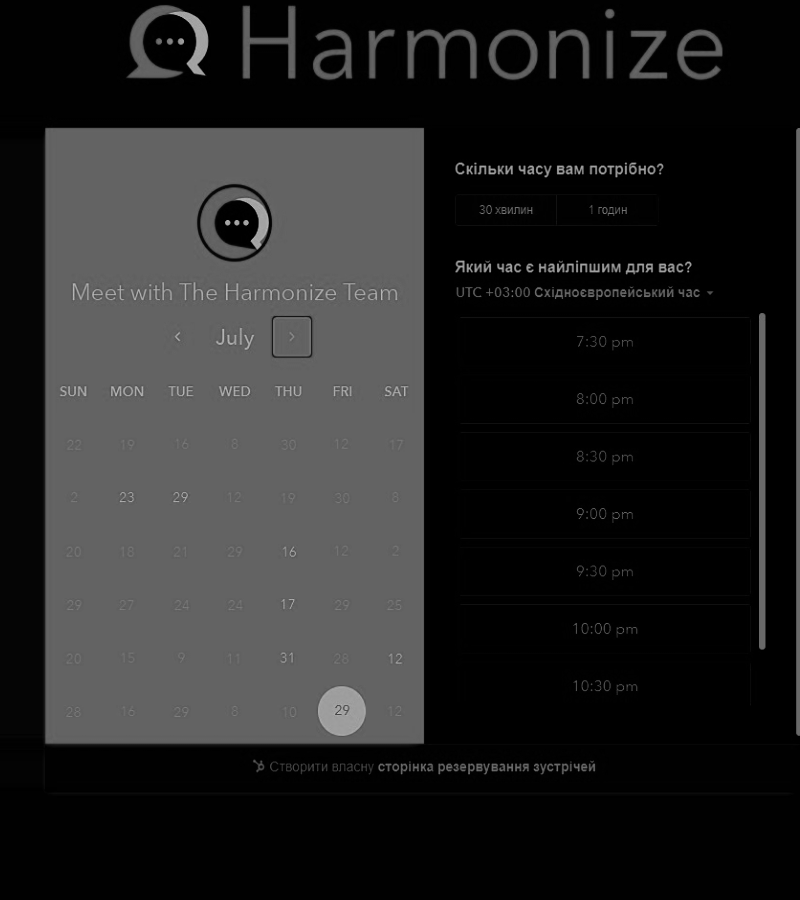 Harmonize
Meet with The Harmonize Team
July
SUN MON TUE WED THU FRI SAT
22 19 16 8 30 12 17
2 23 29 12 19 30 8
20 18 21 29 16 12 2
29 27 24 24 17 29 25
20 15 9 11 31 28 12
28 16 29 8 10 29 12
Скільки часу вам потрібно?
30 хвилин 1 годин
Який час є найліпшим для вас?
UTC +03:00 Східноєвропейський час
7:30 pm
8:00 pm
8:30 pm
9:00 pm
9:30 pm
10:00 pm
10:30 pm
Створити власну сторінка резервування зустрічей